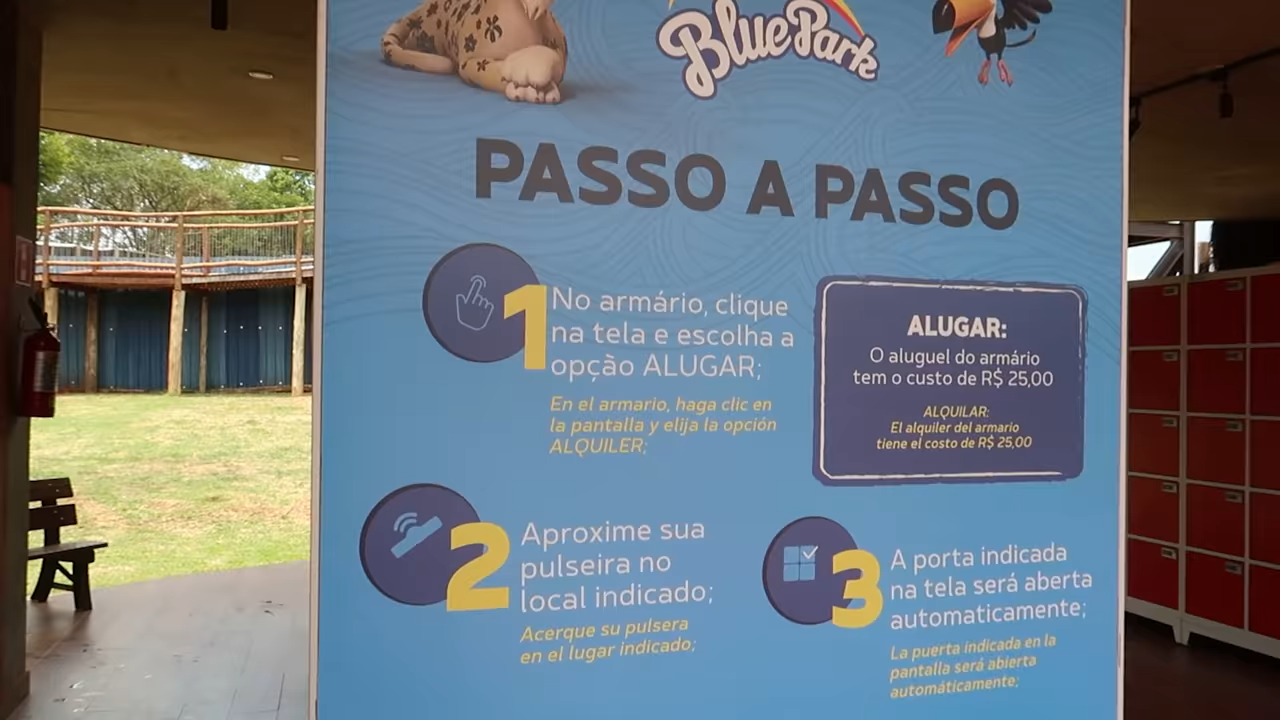 Blue Park
PASSO A PASSO
1
No armário, clique
na tela e escolha a
opção ALUGAR;
En el armario, haga clic en
la pantalla y elija la opción
ALQUILER;
ALUGAR:
O aluguel do armário
tem o custo de R$ 25,00
ALQUILAR:
El alquiler del armario
tiene el costo de R$ 25,00
2
Aproxime sua
pulseira no
local indicado;
Acerque su pulsera
en el lugar indicado;
3
A porta indicada
na tela será aberta
automaticamente;
La puerta indicada en la
pantalla será abierta
automáticamente;